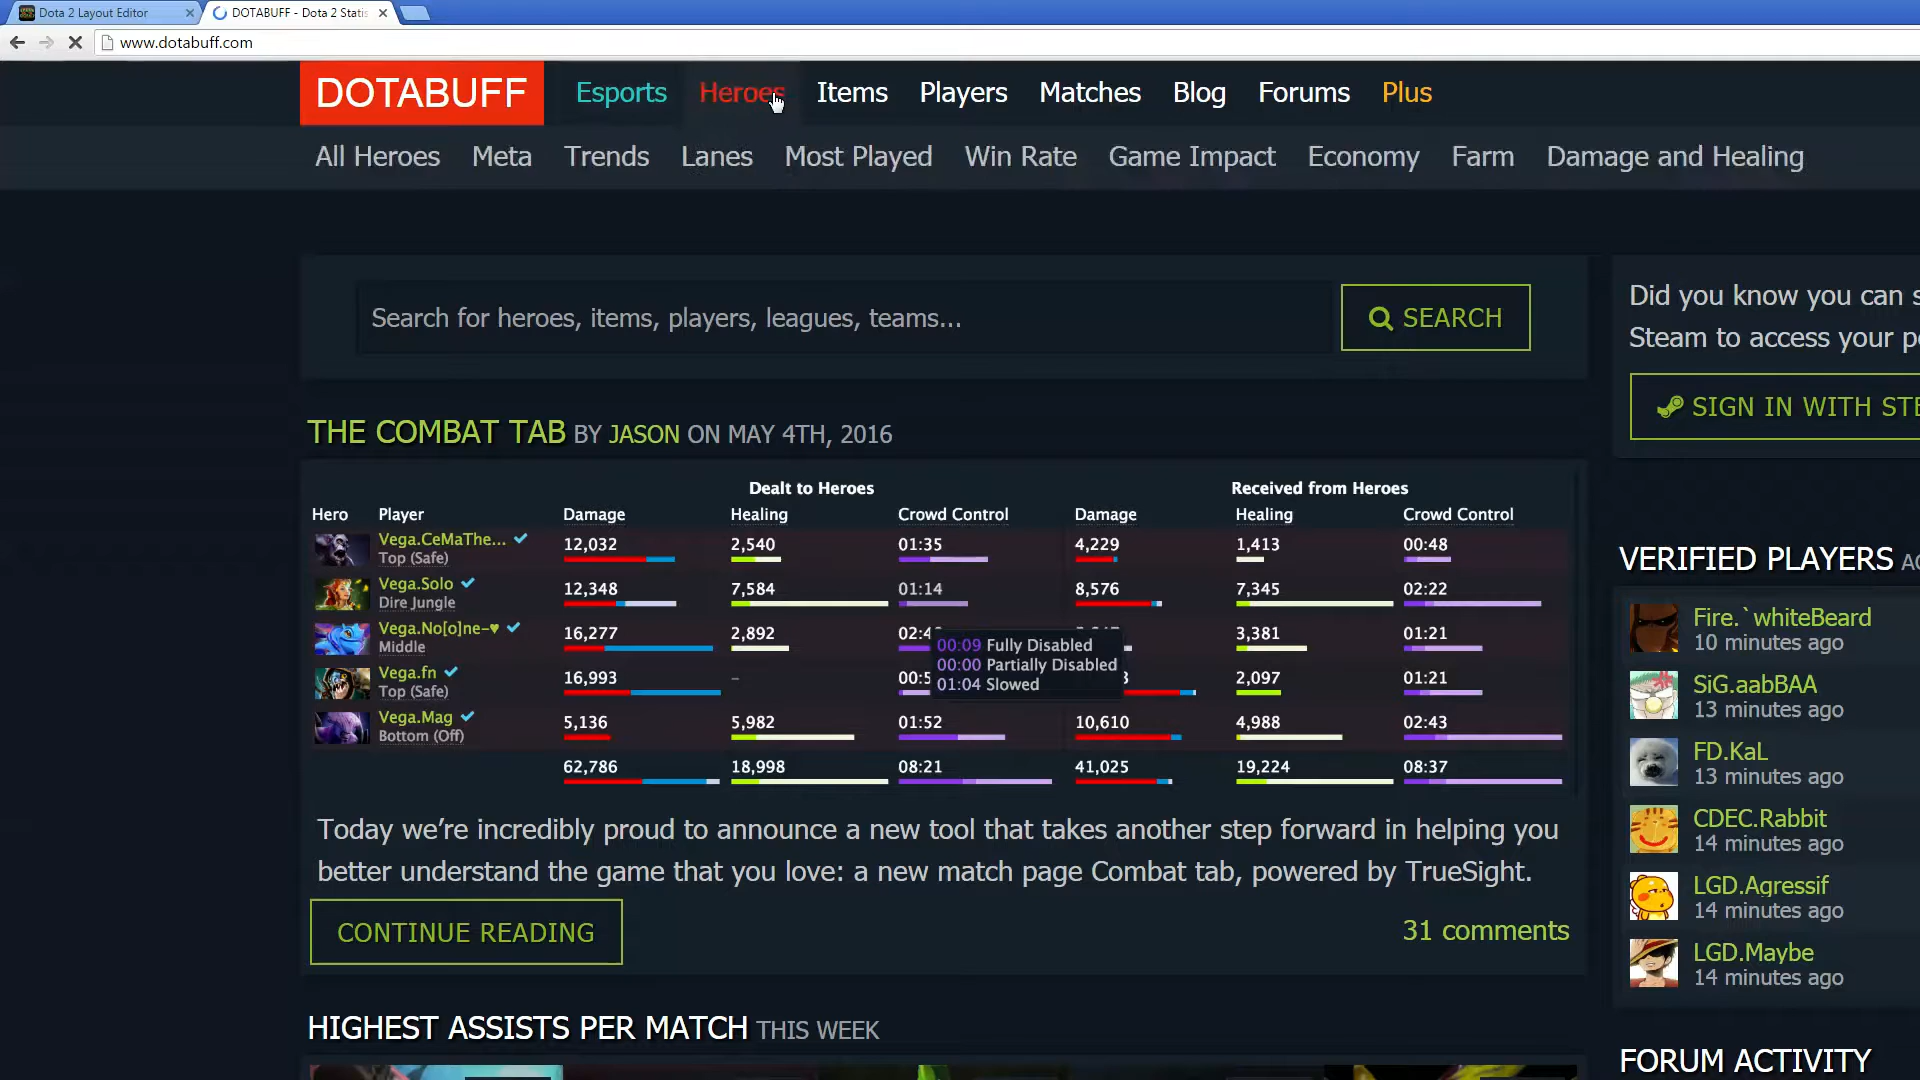 Dota 2 Layout Editor
DOTABUFF - Dota 2 Statis
www.dotabuff.com
DOTABUFF Esports Heroes Items Players Matches Blog Forums Plus
All Heroes Meta Trends Lanes Most Played Win Rate Game Impact Economy Farm Damage and Healing
Search for heroes, items, players, leagues, teams...
SEARCH
Did you know you can s
Steam to access your pe
SIGN IN WITH STE
THE COMBAT TAB BY JASON ON MAY 4TH, 2016
Dealt to Heroes Received from Heroes
Hero Player Damage Healing Crowd Control Damage Healing Crowd Control
Vega.CeMaThe... 12,032 2,540 01:35 4,229 1,413 00:48
Top (Safe)
Vega.Solo 12,348 7,584 01:14 8,576 7,345 02:22
Dire Jungle
Vega.No[o]ne-♥ 16,277 2,892 02:4 3,381 01:21
Middle
00:09 Fully Disabled
00:00 Partially Disabled
01:04 Slowed
Vega.fn 16,993 – 00:5 3 2,097 01:21
Top (Safe)
Vega.Mag 5,136 5,982 01:52 10,610 4,988 02:43
Bottom (Off)
62,786 18,998 08:21 41,025 19,224 08:37
Today we're incredibly proud to announce a new tool that takes another step forward in helping you
better understand the game that you love: a new match page Combat tab, powered by TrueSight.
CONTINUE READING
31 comments
HIGHEST ASSISTS PER MATCH THIS WEEK
VERIFIED PLAYERS AC
Fire.`whiteBeard
10 minutes ago
SiG.aabBAA
13 minutes ago
FD.KaL
13 minutes ago
CDEC.Rabbit
14 minutes ago
LGD.Agressif
14 minutes ago
LGD.Maybe
14 minutes ago
FORUM ACTIVITY